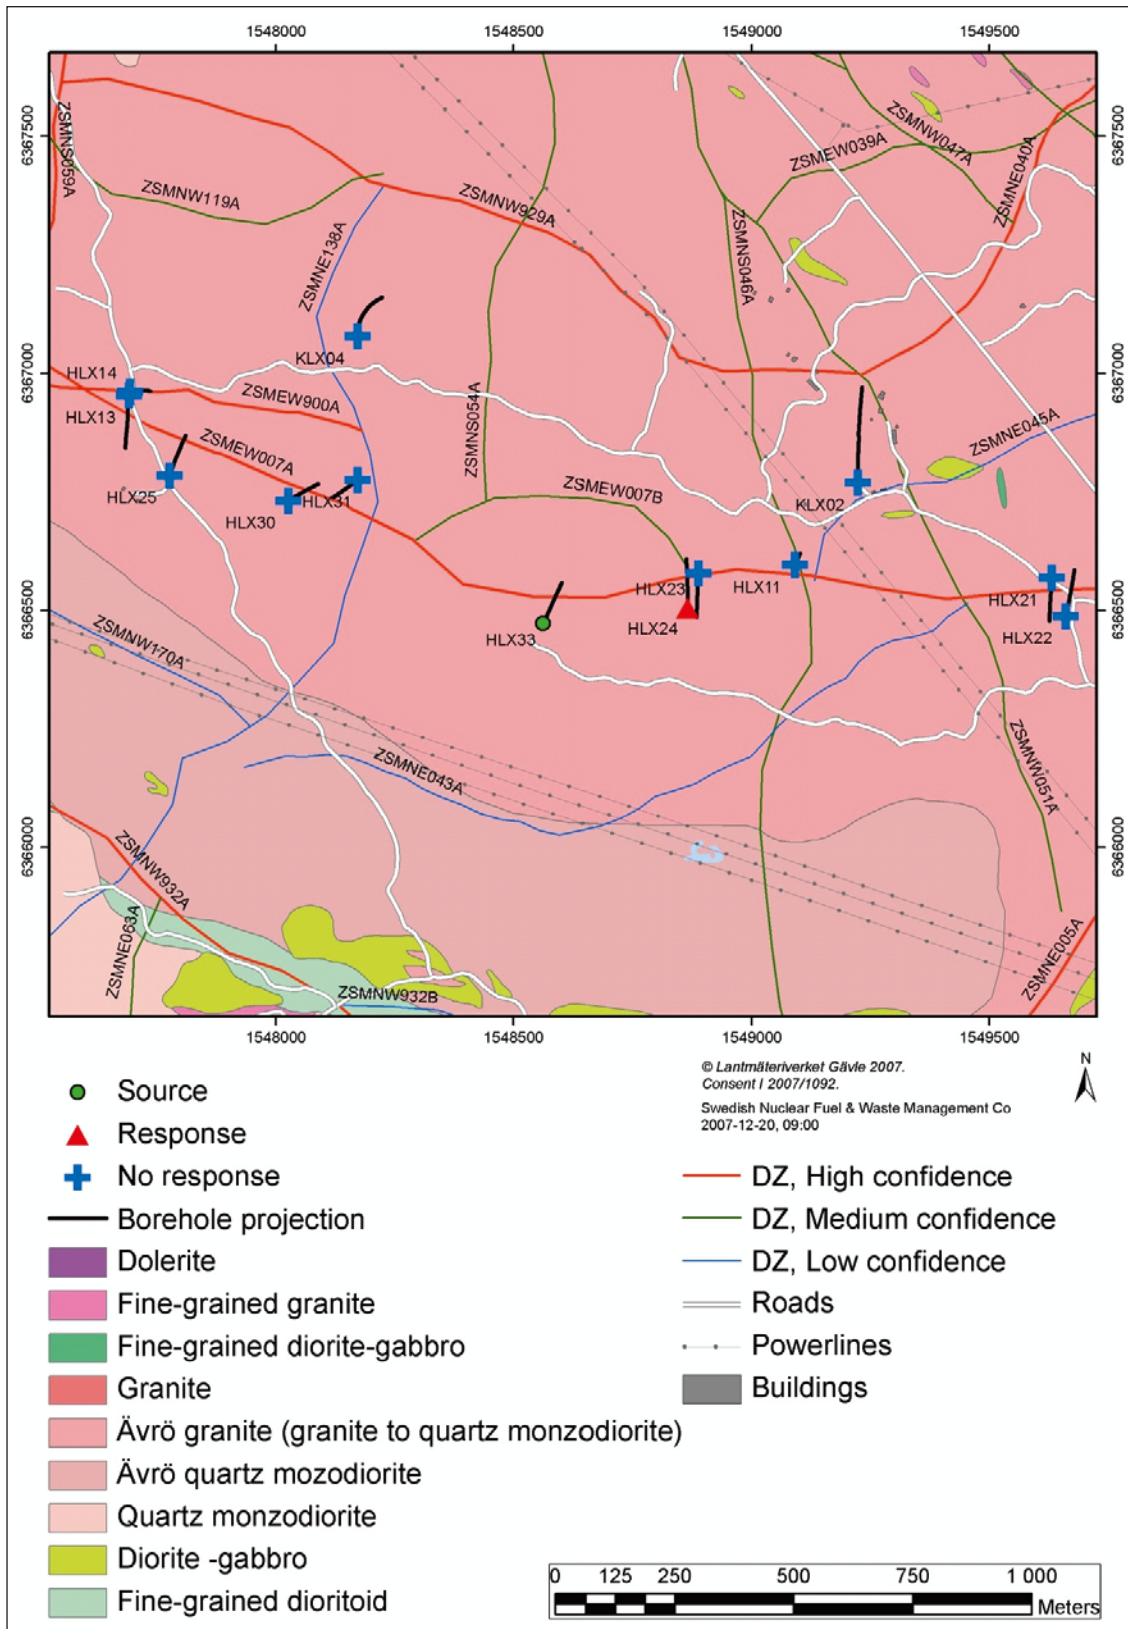 1548000 1548500 1549000 1549500
6367500 6367500
ZSMNS059A
ZSMNW047A
ZSMEW039A
ZSMNE040A
ZSMNW119A
ZSMNW929A
ZSMNS046A
ZSMNE138A
KLX04
6367000 6367000
HLX14
HLX13
ZSMEW900A
ZSMNS054A
ZSMNE045A
ZSMEW007A
HLX25
HLX31
HLX30
ZSMEW007B
KLX02
HLX23
HLX11
HLX21
HLX24
HLX33
HLX22
6366500 6366500
ZSMNW170A
ZSMNE043A
ZSMNW051A
6366000 6366000
ZSMNW932A
ZSMNE063A
ZSMNW932B
ZSMNE005A
1548000 1548500 1549000 1549500
© Lantmäteriverket Gävle 2007.
Consent I 2007/1092.
Swedish Nuclear Fuel & Waste Management Co
2007-12-20, 09:00
N
Source
Response
No response
Borehole projection
Dolerite
Fine-grained granite
Fine-grained diorite-gabbro
Granite
Ävrö granite (granite to quartz monzodiorite)
Ävrö quartz mozodiorite
Quartz monzodiorite
Diorite -gabbro
Fine-grained dioritoid
DZ, High confidence
DZ, Medium confidence
DZ, Low confidence
Roads
Powerlines
Buildings
0 125 250 500 750 1 000
Meters